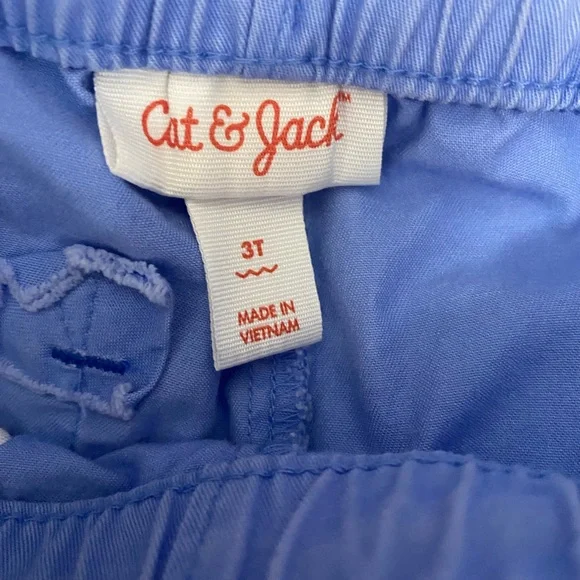 Cat & Jack™
3T
MADE IN
VIETNAM